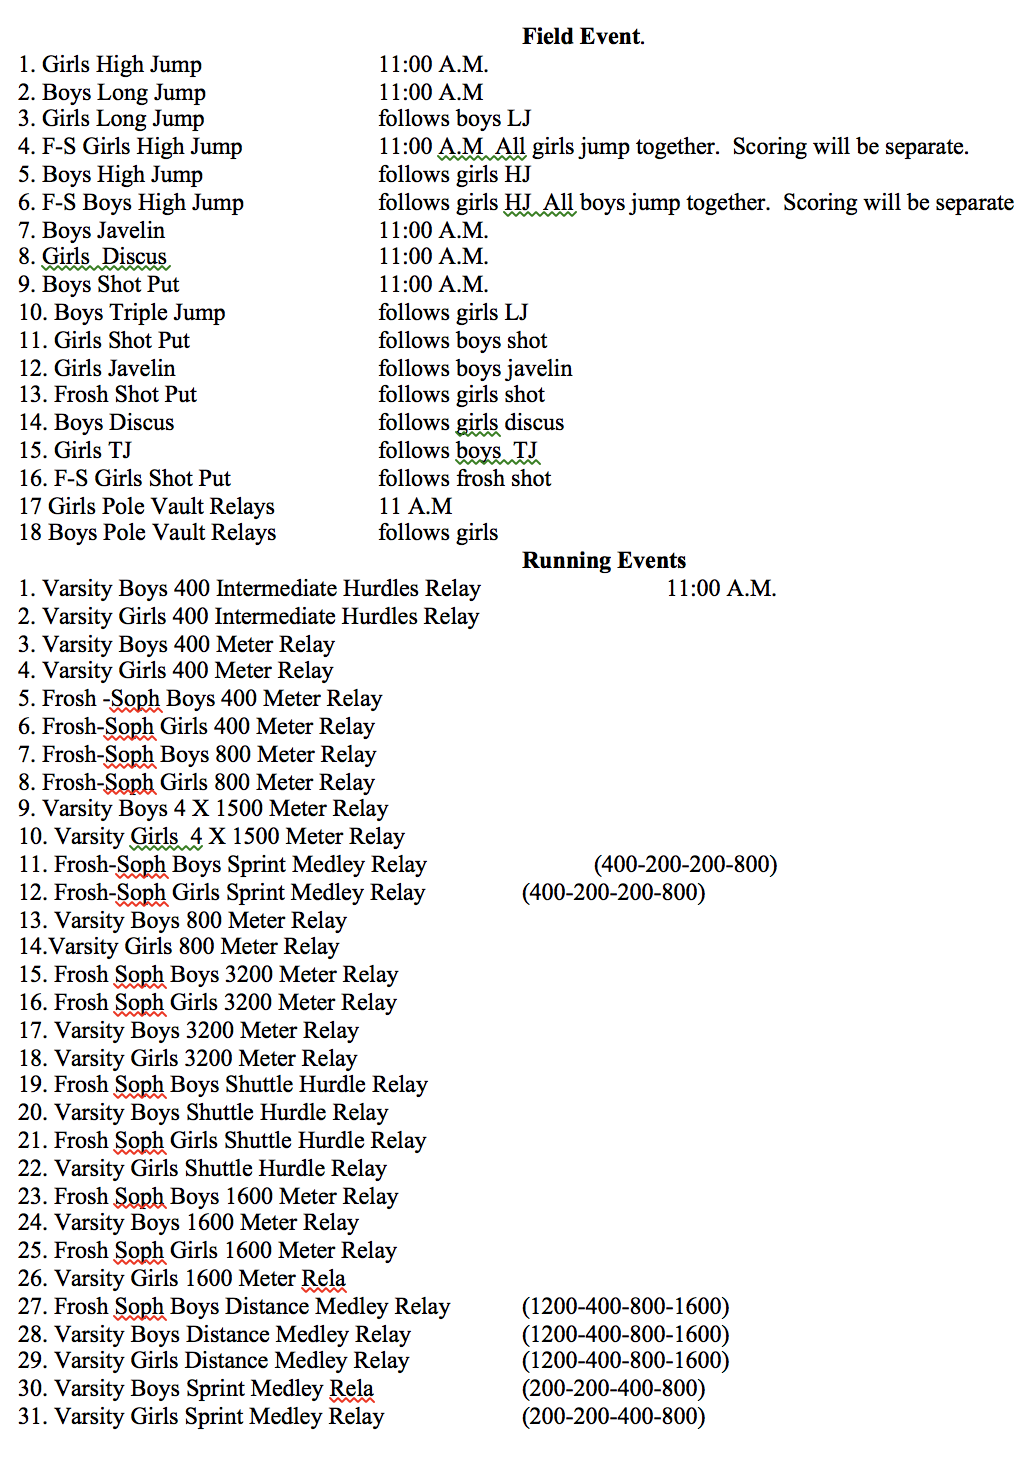 Field Event.
1. Girls High Jump 11:00 A.M.
2. Boys Long Jump 11:00 A.M
3. Girls Long Jump follows boys LJ
4. F-S Girls High Jump 11:00 A.M  All girls jump together.  Scoring will be separate.
5. Boys High Jump follows girls HJ
6. F-S Boys High Jump follows girls HJ  All boys jump together.  Scoring will be separate
7. Boys Javelin 11:00 A.M.
8. Girls  Discus 11:00 A.M.
9. Boys Shot Put 11:00 A.M.
10. Boys Triple Jump follows girls LJ
11. Girls Shot Put follows boys shot
12. Girls Javelin follows boys javelin
13. Frosh Shot Put follows girls shot
14. Boys Discus follows girls discus
15. Girls TJ follows boys  TJ
16. F-S Girls Shot Put follows frosh shot
17 Girls Pole Vault Relays 11 A.M
18 Boys Pole Vault Relays follows girls
Running Events
1. Varsity Boys 400 Intermediate Hurdles Relay 11:00 A.M.
2. Varsity Girls 400 Intermediate Hurdles Relay
3. Varsity Boys 400 Meter Relay
4. Varsity Girls 400 Meter Relay
5. Frosh -Soph Boys 400 Meter Relay
6. Frosh-Soph Girls 400 Meter Relay
7. Frosh-Soph Boys 800 Meter Relay
8. Frosh-Soph Girls 800 Meter Relay
9. Varsity Boys 4 X 1500 Meter Relay
10. Varsity Girls  4 X 1500 Meter Relay
11. Frosh-Soph Boys Sprint Medley Relay (400-200-200-800)
12. Frosh-Soph Girls Sprint Medley Relay (400-200-200-800)
13. Varsity Boys 800 Meter Relay
14.Varsity Girls 800 Meter Relay
15. Frosh Soph Boys 3200 Meter Relay
16. Frosh Soph Girls 3200 Meter Relay
17. Varsity Boys 3200 Meter Relay
18. Varsity Girls 3200 Meter Relay
19. Frosh Soph Boys Shuttle Hurdle Relay
20. Varsity Boys Shuttle Hurdle Relay
21. Frosh Soph Girls Shuttle Hurdle Relay
22. Varsity Girls Shuttle Hurdle Relay
23. Frosh Soph Boys 1600 Meter Relay
24. Varsity Boys 1600 Meter Relay
25. Frosh Soph Girls 1600 Meter Relay
26. Varsity Girls 1600 Meter Rela
27. Frosh Soph Boys Distance Medley Relay (1200-400-800-1600)
28. Varsity Boys Distance Medley Relay (1200-400-800-1600)
29. Varsity Girls Distance Medley Relay (1200-400-800-1600)
30. Varsity Boys Sprint Medley Rela (200-200-400-800)
31. Varsity Girls Sprint Medley Relay (200-200-400-800)